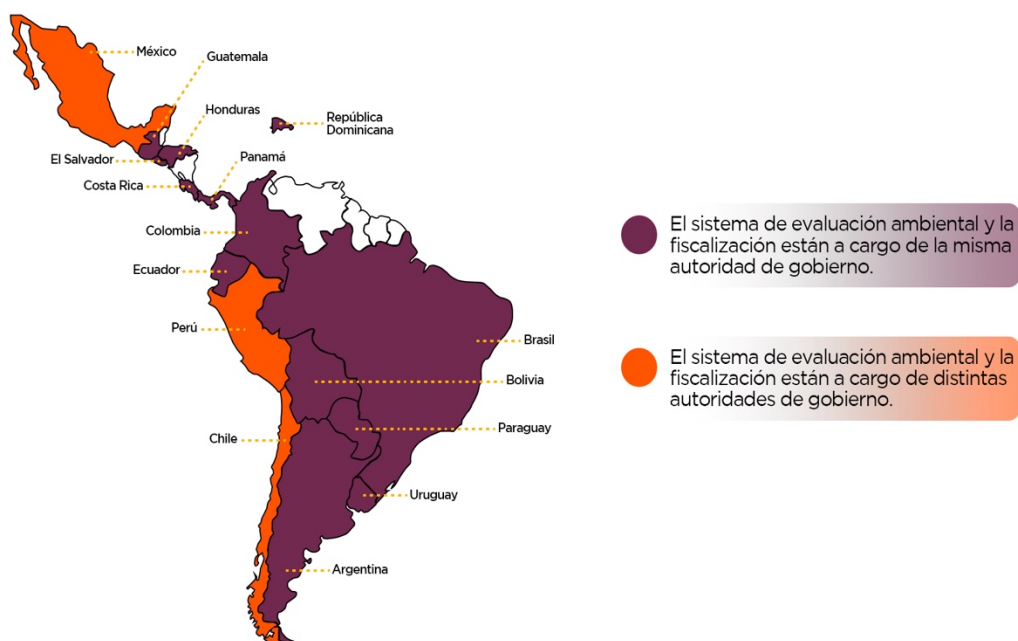 México
Guatemala
Honduras
República
Dominicana
El Salvador
Panamá
Costa Rica
Colombia
Ecuador
Perú
Brasil
Bolivia
Paraguay
Chile
Uruguay
Argentina
El sistema de evaluación ambiental y la
fiscalización están a cargo de la misma
autoridad de gobierno.
El sistema de evaluación ambiental y la
fiscalización están a cargo de distintas
autoridades de gobierno.